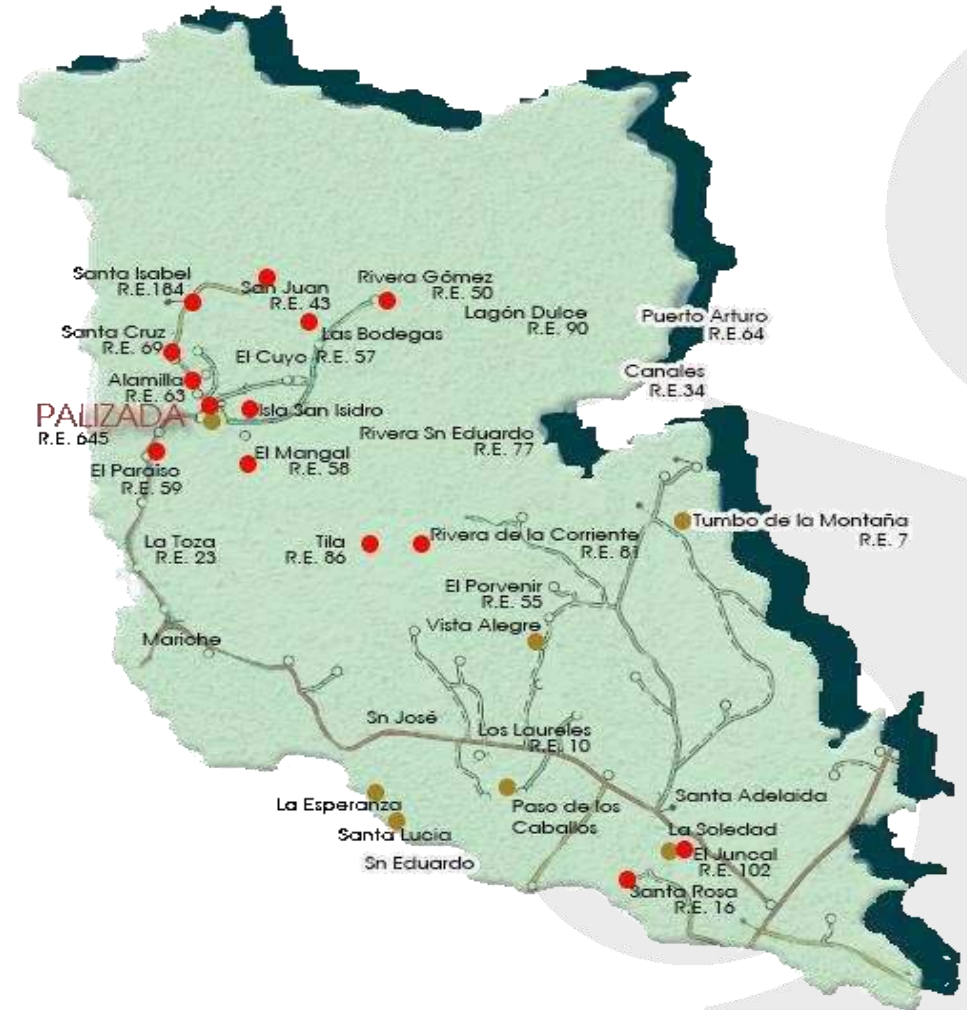 Santa Isabel
R.E.184
San Juan
R.E. 43
Rivera Gómez
R.E. 50
Lagón Dulce
R.E. 90
Puerto Arturo
R.E.64
Santa Cruz
R.E. 69
Las Bodegas
El Cuyo R.E. 57
Canales
R.E.34
Alamilla
R.E. 63
PALIZADA
R.E. 645
Isla San Isidro
Rivera Sn Eduardo
R.E. 77
El Mangal
R.E. 58
El Paraiso
R.E. 59
Tumbo de la Montaña
R.E. 7
La Toza
R.E. 23
Tila
R.E. 86
Rivera de la Corriente
R.E. 81
El Porvenir
R.E. 55
Vista Alegre
Mariche
Sn José
Los Laureles
R.E. 10
La Esperanza
Santa Lucia
Sn Eduardo
Paso de los
Caballos
Santa Adelaida
La Soledad
El Juncal
R.E. 102
Santa Rosa
R.E. 16